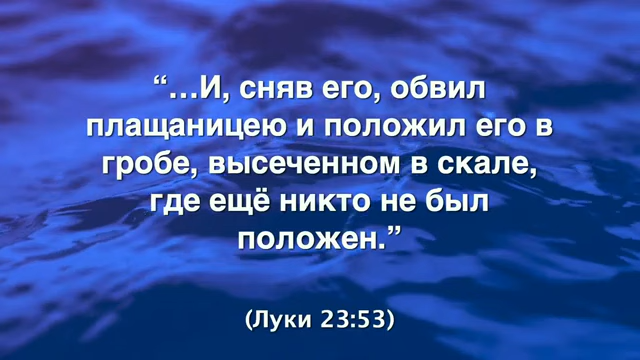 “...И, сняв его, обвил
плащаницею и положил его в
гробе, высеченном в скале,
где ещё никто не был
положен.”
(Луки 23:53)